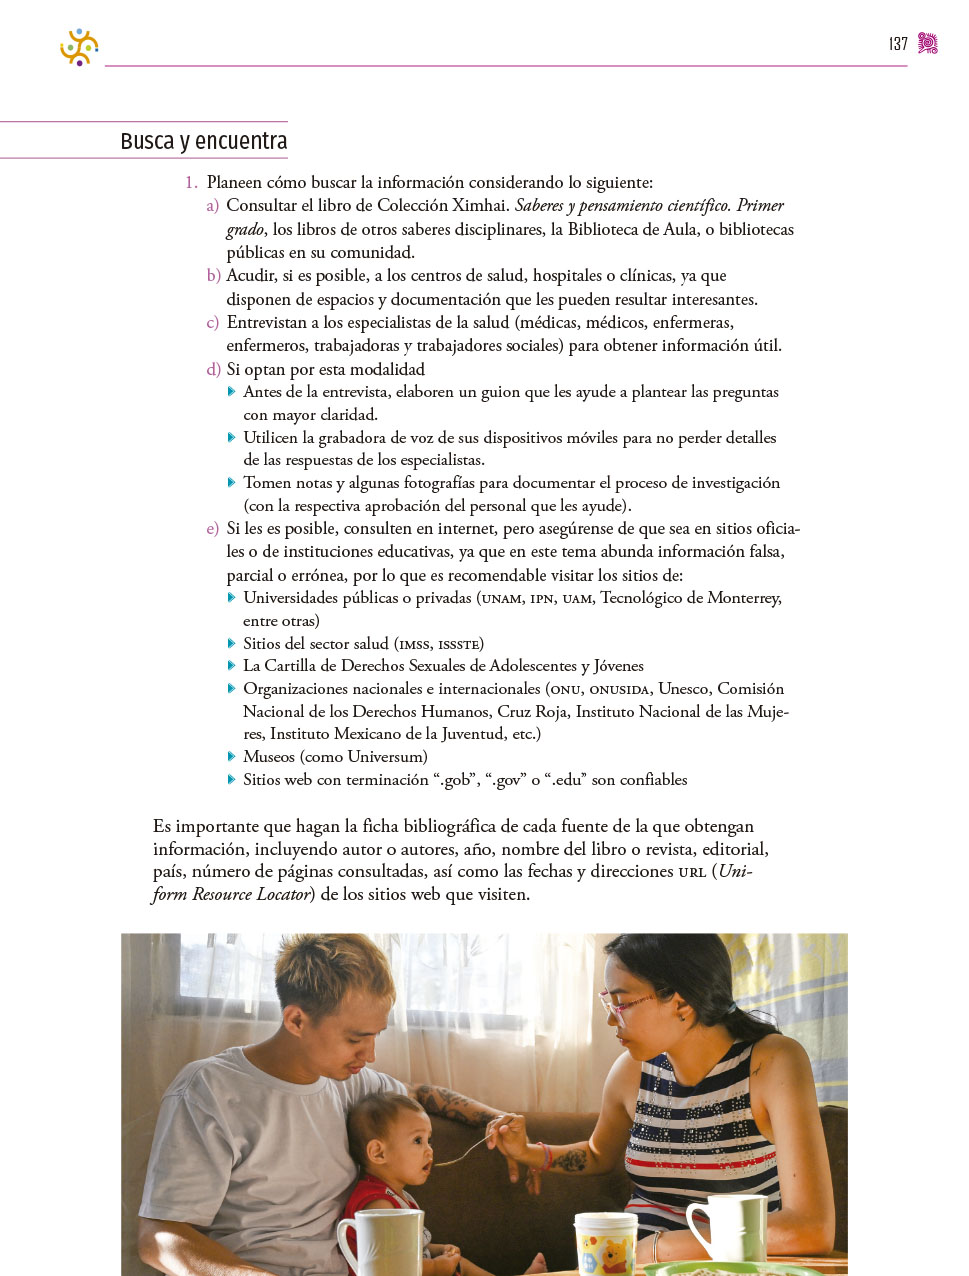 137
Busca y encuentra
1. Planeen cómo buscar la información considerando lo siguiente:
a) Consultar el libro de Colección Ximhai. Saberes y pensamiento científico. Primer
grado, los libros de otros saberes disciplinares, la Biblioteca de Aula, o bibliotecas
públicas en su comunidad.
b) Acudir, si es posible, a los centros de salud, hospitales o clínicas, ya que
disponen de espacios y documentación que les pueden resultar interesantes.
c) Entrevistan a los especialistas de la salud (médicas, médicos, enfermeras,
enfermeros, trabajadoras y trabajadores sociales) para obtener información útil.
d) Si optan por esta modalidad
Antes de la entrevista, elaboren un guion que les ayude a plantear las preguntas
con mayor claridad.
Utilicen la grabadora de voz de sus dispositivos móviles para no perder detalles
de las respuestas de los especialistas.
Tomen notas y algunas fotografías para documentar el proceso de investigación
(con la respectiva aprobación del personal que les ayude).
e) Si les es posible, consulten en internet, pero asegúrense de que sea en sitios oficia-
les o de instituciones educativas, ya que en este tema abunda información falsa,
parcial o errónea, por lo que es recomendable visitar los sitios de:
Universidades públicas o privadas (UNAM, IPN, UAM, Tecnológico de Monterrey,
entre otras)
Sitios del sector salud (IMSS, ISSSTE)
La Cartilla de Derechos Sexuales de Adolescentes y Jóvenes
Organizaciones nacionales e internacionales (ONU, ONUSIDA, Unesco, Comisión
Nacional de los Derechos Humanos, Cruz Roja, Instituto Nacional de las Muje-
res, Instituto Mexicano de la Juventud, etc.)
Museos (como Universum)
Sitios web con terminación “.gob”, “.gov” o “.edu” son confiables
Es importante que hagan la ficha bibliográfica de cada fuente de la que obtengan
información, incluyendo autor o autores, año, nombre del libro o revista, editorial,
país, número de páginas consultadas, así como las fechas y direcciones URL (Uni-
form Resource Locator) de los sitios web que visiten.